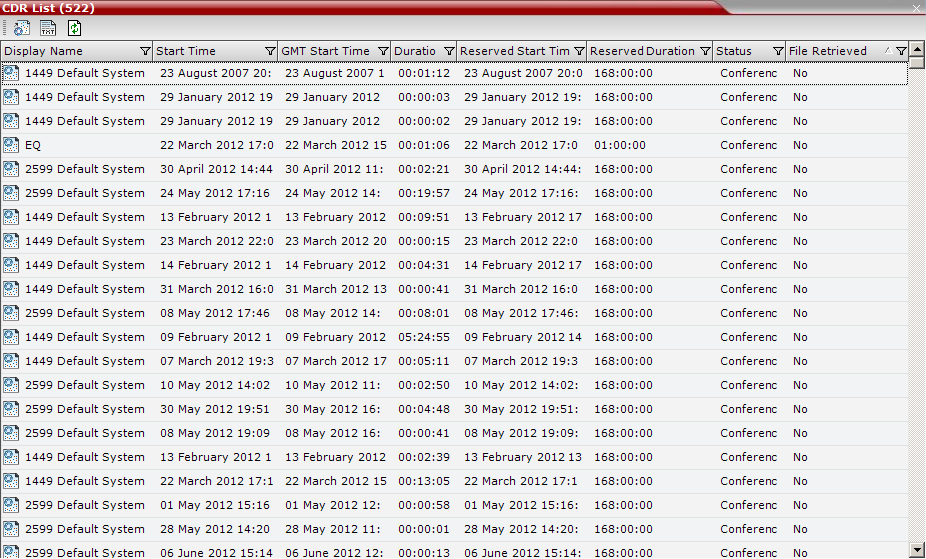 CDR List (522)
TXT
Display Name Start Time GMT Start Time Duratio Reserved Start Tim Reserved Duration Status File Retrieved
1449 Default System 23 August 2007 20: 23 August 2007 1 00:01:12 23 August 2007 20:0 168:00:00 Conferenc No
1449 Default System 29 January 2012 19 29 January 2012 00:00:03 29 January 2012 19: 168:00:00 Conferenc No
1449 Default System 29 January 2012 19 29 January 2012 00:00:02 29 January 2012 19: 168:00:00 Conferenc No
EQ 22 March 2012 17:0 22 March 2012 15 00:01:06 22 March 2012 17:0 01:00:00 Conferenc No
2599 Default System 30 April 2012 14:44 30 April 2012 11: 00:02:21 30 April 2012 14:44: 168:00:00 Conferenc No
2599 Default System 24 May 2012 17:16 24 May 2012 14: 00:19:57 24 May 2012 17:16: 168:00:00 Conferenc No
1449 Default System 13 February 2012 1 13 February 2012 00:09:51 13 February 2012 17 168:00:00 Conferenc No
1449 Default System 23 March 2012 22:0 23 March 2012 20 00:00:15 23 March 2012 22:0 168:00:00 Conferenc No
1449 Default System 14 February 2012 1 14 February 2012 00:04:31 14 February 2012 17 168:00:00 Conferenc No
1449 Default System 31 March 2012 16:0 31 March 2012 13 00:00:41 31 March 2012 16:0 168:00:00 Conferenc No
2599 Default System 08 May 2012 17:46 08 May 2012 14: 00:08:01 08 May 2012 17:46: 168:00:00 Conferenc No
1449 Default System 09 February 2012 1 09 February 2012 05:24:55 09 February 2012 14 168:00:00 Conferenc No
1449 Default System 07 March 2012 19:3 07 March 2012 17 00:05:11 07 March 2012 19:3 168:00:00 Conferenc No
2599 Default System 10 May 2012 14:02 10 May 2012 11: 00:02:50 10 May 2012 14:02: 168:00:00 Conferenc No
2599 Default System 30 May 2012 19:51 30 May 2012 16: 00:04:48 30 May 2012 19:51: 168:00:00 Conferenc No
2599 Default System 08 May 2012 19:09 08 May 2012 16: 00:00:41 08 May 2012 19:09: 168:00:00 Conferenc No
1449 Default System 13 February 2012 1 13 February 2012 00:02:39 13 February 2012 13 168:00:00 Conferenc No
1449 Default System 22 March 2012 17:1 22 March 2012 15 00:13:05 22 March 2012 17:1 168:00:00 Conferenc No
2599 Default System 01 May 2012 15:16 01 May 2012 12: 00:00:58 01 May 2012 15:16: 168:00:00 Conferenc No
2599 Default System 28 May 2012 14:20 28 May 2012 11: 00:00:01 28 May 2012 14:20: 168:00:00 Conferenc No
2599 Default System 06 June 2012 15:14 06 June 2012 12: 00:00:13 06 June 2012 15:14: 168:00:00 Conferenc No